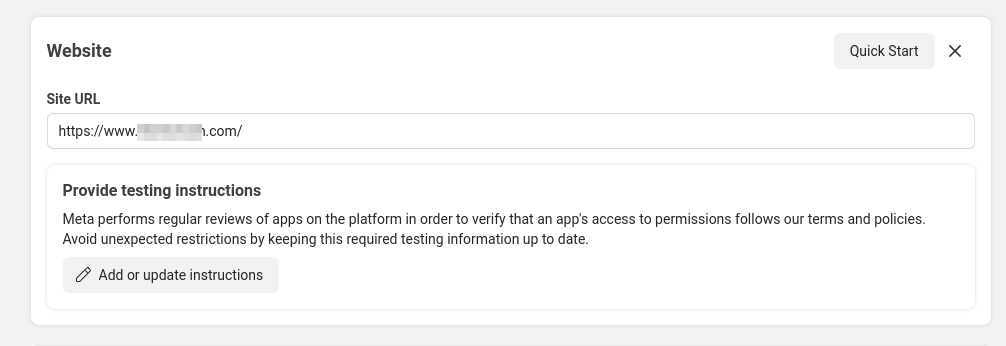 Website
Quick Start
Site URL
https://www. .com/
Provide testing instructions
Meta performs regular reviews of apps on the platform in order to verify that an app's access to permissions follows our terms and policies.
Avoid unexpected restrictions by keeping this required testing information up to date.
Add or update instructions